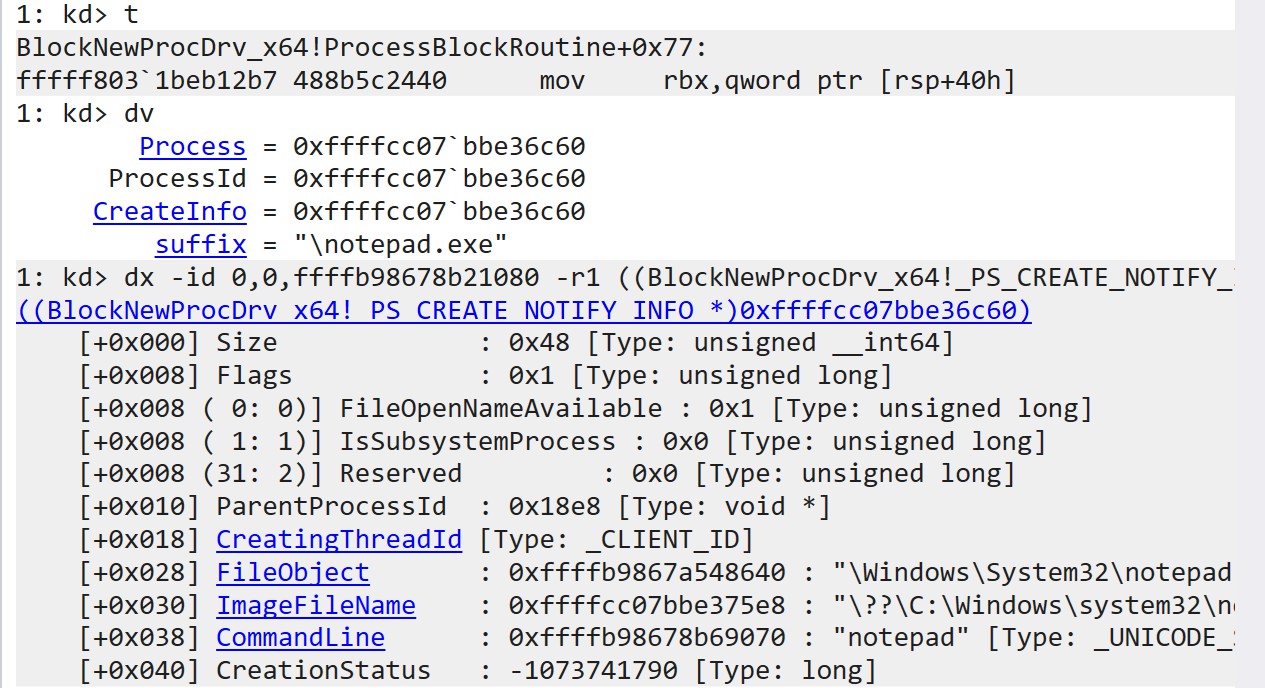 1: kd> t
BlockNewProcDrv_x64!ProcessBlockRoutine+0x77:
fffff803`1beb12b7 488b5c2440      mov     rbx,qword ptr [rsp+40h]
1: kd> dv
Process = 0xffffcc07`bbe36c60
ProcessId = 0xffffcc07`bbe36c60
CreateInfo = 0xffffcc07`bbe36c60
suffix = "\notepad.exe"
1: kd> dx -id 0,0,ffffb98678b21080 -r1 ((BlockNewProcDrv_x64!_PS_CREATE_NOTIFY_
((BlockNewProcDrv_x64!_PS_CREATE_NOTIFY_INFO *)0xffffcc07bbe36c60)
[+0x000] Size             : 0x48 [Type: unsigned __int64]
[+0x008] Flags            : 0x1 [Type: unsigned long]
[+0x008 ( 0: 0)] FileOpenNameAvailable : 0x1 [Type: unsigned long]
[+0x008 ( 1: 1)] IsSubsystemProcess : 0x0 [Type: unsigned long]
[+0x008 (31: 2)] Reserved         : 0x0 [Type: unsigned long]
[+0x010] ParentProcessId  : 0x18e8 [Type: void *]
[+0x018] CreatingThreadId [Type: _CLIENT_ID]
[+0x028] FileObject       : 0xffffb9867a548640 : "\Windows\System32\notepad
[+0x030] ImageFileName    : 0xffffcc07bbe375e8 : "\??\C:\Windows\system32\n
[+0x038] CommandLine      : 0xffffb98678b69070 : "notepad" [Type: _UNICODE_
[+0x040] CreationStatus   : -1073741790 [Type: long]